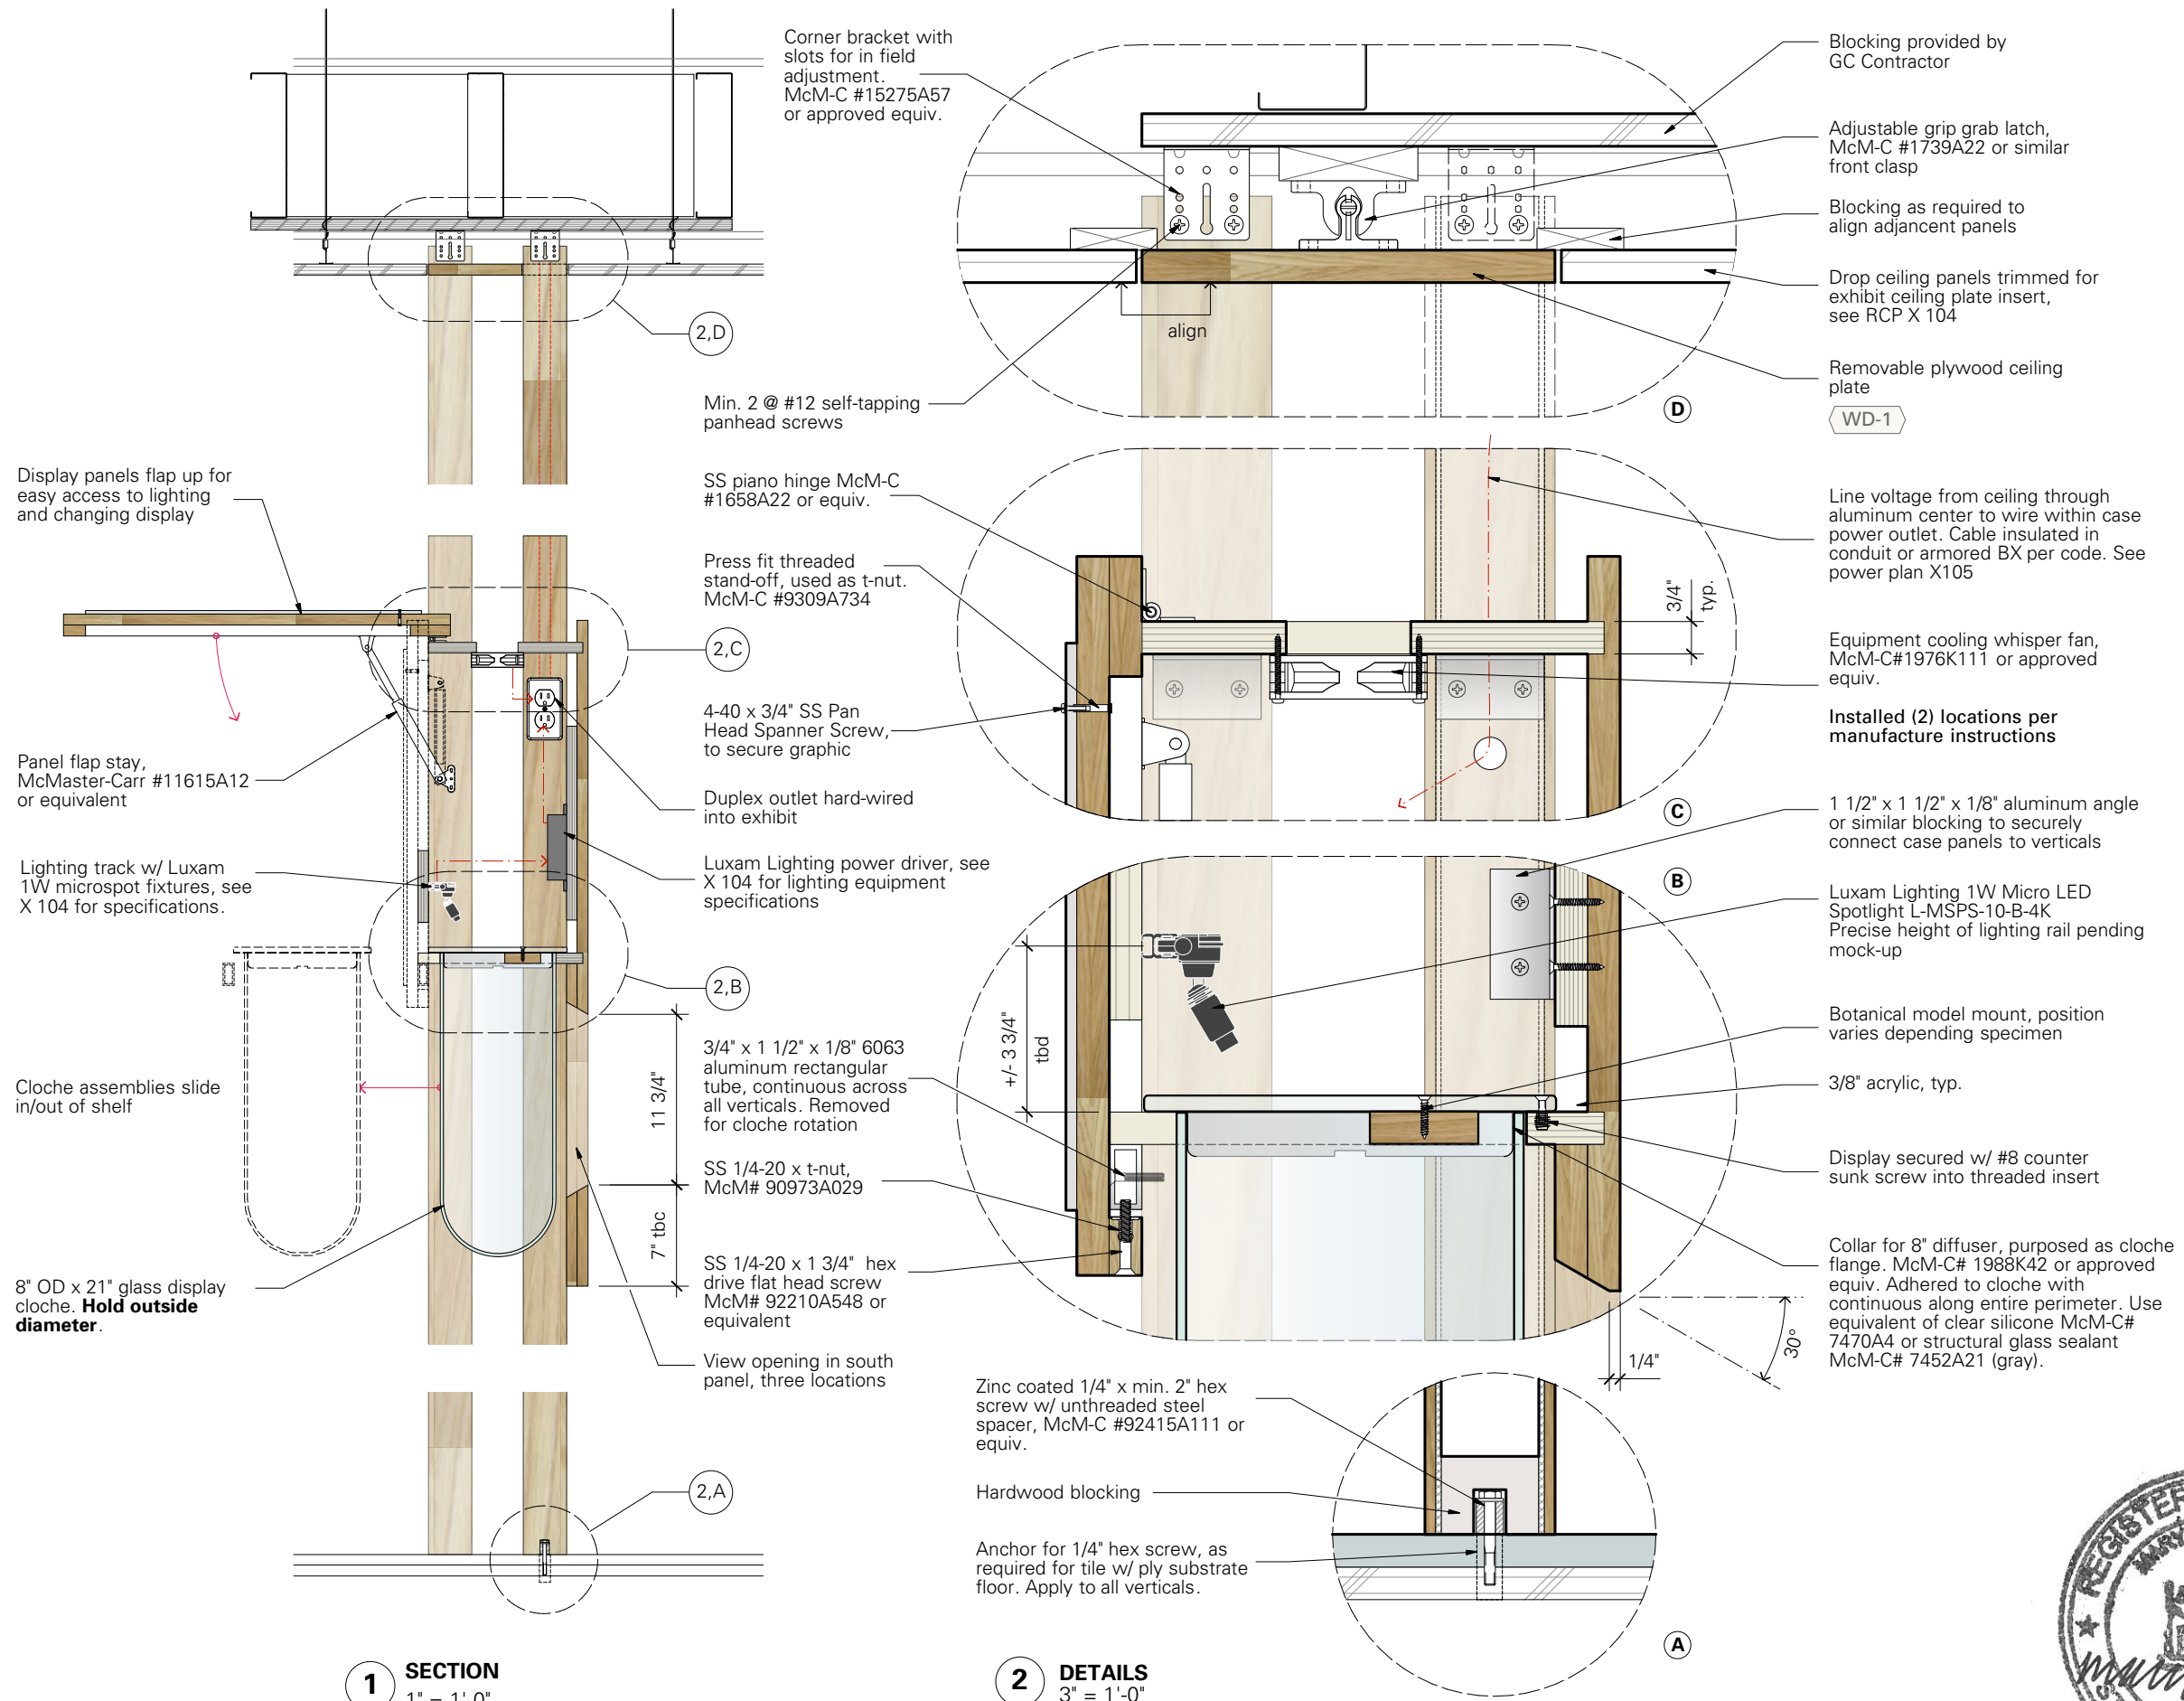 Corner bracket with
slots for in field
adjustment.
McM-C #15275A57
or approved equiv.
Blocking provided by
GC Contractor
Adjustable grip grab latch,
McM-C #1739A22 or similar
front clasp
Blocking as required to
align adjancent panels
Drop ceiling panels trimmed for
exhibit ceiling plate insert,
see RCP X 104
align
2,D
Removable plywood ceiling
plate
WD-1
Min. 2 @ #12 self-tapping
panhead screws
D
Display panels flap up for
easy access to lighting
and changing display
SS piano hinge McM-C
#1658A22 or equiv.
Line voltage from ceiling through
aluminum center to wire within case
power outlet. Cable insulated in
conduit or armored BX per code. See
power plan X105
Press fit threaded
stand-off, used as t-nut.
McM-C #9309A734
3/4" typ.
2,C
Equipment cooling whisper fan,
McM-C#1976K111 or approved
equiv.
Installed (2) locations per
manufacture instructions
4-40 x 3/4" SS Pan
Head Spanner Screw,
to secure graphic
Panel flap stay,
McMaster-Carr #11615A12
or equivalent
Duplex outlet hard-wired
into exhibit
C
1 1/2" x 1 1/2" x 1/8" aluminum angle
or similar blocking to securely
connect case panels to verticals
Lighting track w/ Luxam
1W microspot fixtures, see
X 104 for specifications.
Luxam Lighting power driver, see
X 104 for lighting equipment
specifications
B
Luxam Lighting 1W Micro LED
Spotlight L-MSPS-10-B-4K
Precise height of lighting rail pending
mock-up
2,B
Botanical model mount, position
varies depending specimen
+/- 3 3/4"
tbd
3/4" x 1 1/2" x 1/8" 6063
aluminum rectangular
tube, continuous across
all verticals. Removed
for cloche rotation
Cloche assemblies slide
in/out of shelf
11 3/4"
3/8" acrylic, typ.
SS 1/4-20 x t-nut,
McM# 90973A029
Display secured w/ #8 counter
sunk screw into threaded insert
7" tbc
SS 1/4-20 x 1 3/4" hex
drive flat head screw
McM# 92210A548 or
equivalent
8" OD x 21" glass display
cloche. Hold outside
diameter.
Collar for 8" diffuser, purposed as cloche
flange. McM-C# 1988K42 or approved
equiv. Adhered to cloche with
continuous along entire perimeter. Use
equivalent of clear silicone McM-C#
7470A4 or structural glass sealant
McM-C# 7452A21 (gray).
30°
1/4"
View opening in south
panel, three locations
Zinc coated 1/4" x min. 2" hex
screw w/ unthreaded steel
spacer, McM-C #92415A111 or
equiv.
2,A
Hardwood blocking
Anchor for 1/4" hex screw, as
required for tile w/ ply substrate
floor. Apply to all verticals.
A
1 SECTION
1" = 1'-0"
2 DETAILS
3" = 1'-0"